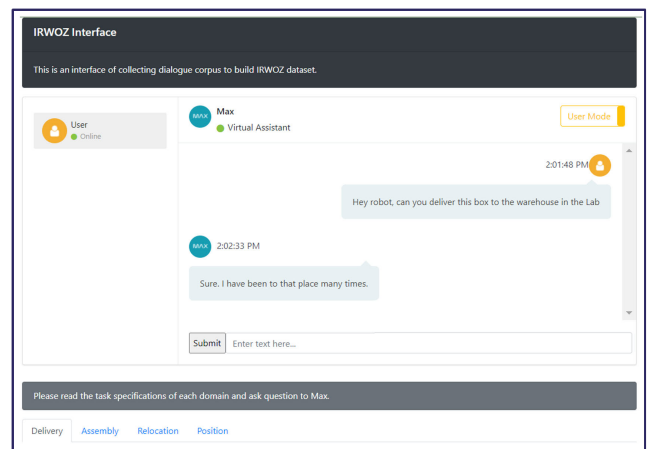 IRWOZ Interface
This is an interface of collecting dialogue corpus to build IRWOZ dataset.
User
Online
MAX
Max
Virtual Assistant
User Mode
2:01:48 PM
Hey robot, can you deliver this box to the warehouse in the Lab
MAX
2:02:33 PM
Sure. I have been to that place many times.
Submit Enter text here...
Please read the task specifications of each domain and ask question to Max.
Delivery Assembly Relocation Position